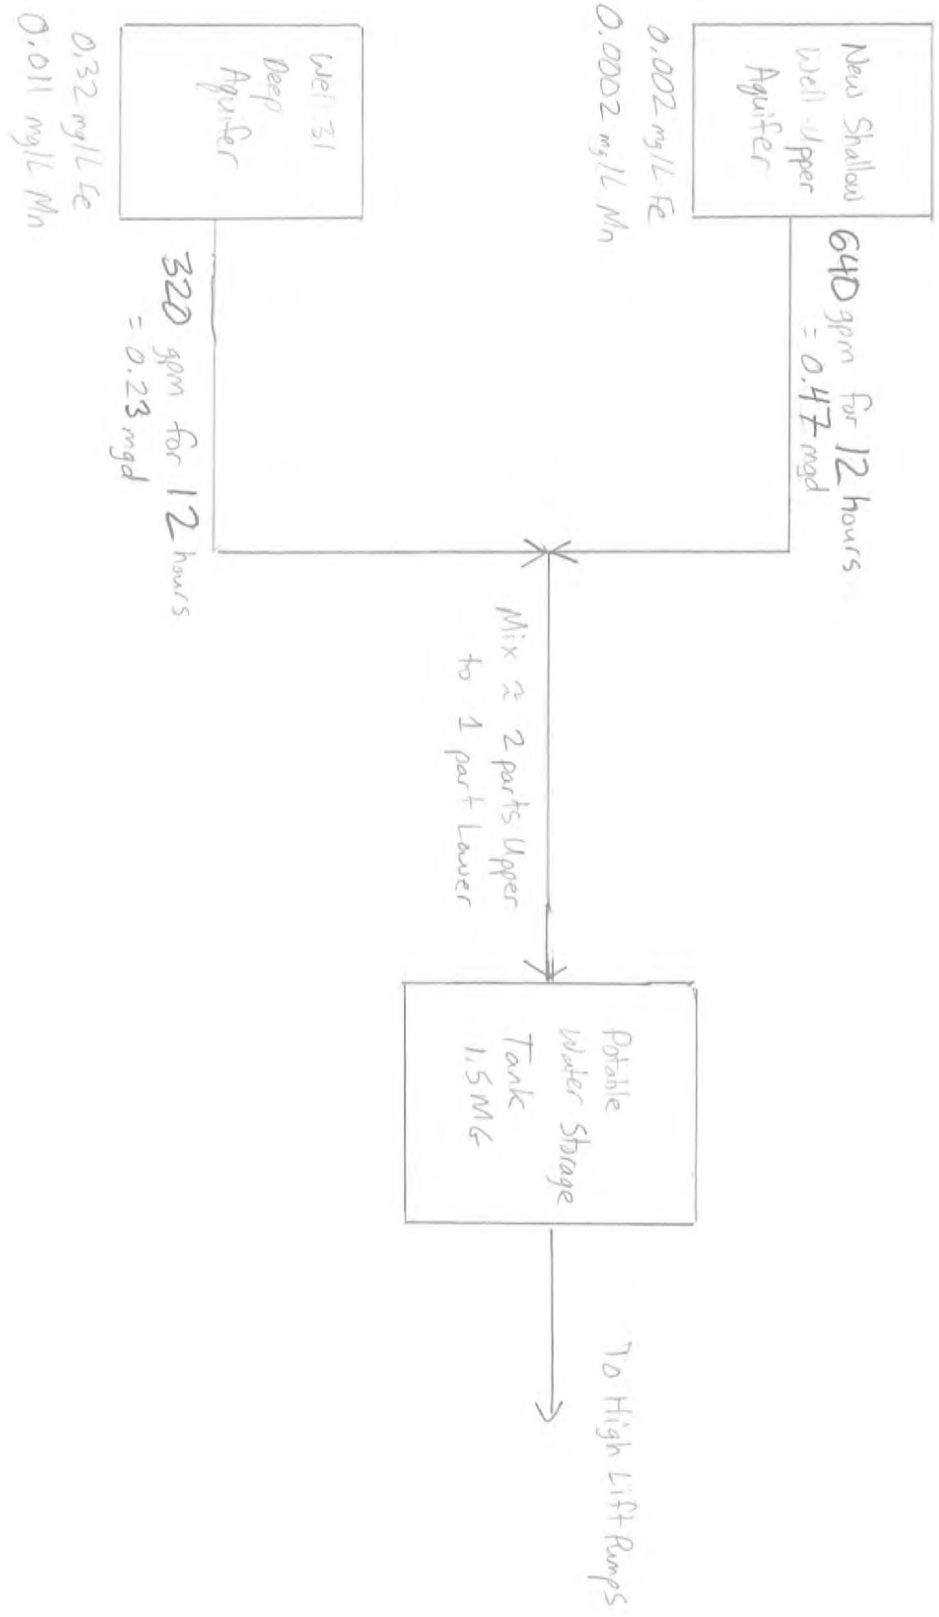 New Shallow
Well-Upper
Aquifer
0.002 mg/L Fe
0.0002 mg/L Mn
640 gpm for 12 hours
= 0.47 mgd
Well 31
Deep
Aquifer
0.32 mg/L Fe
0.011 mg/L Mn
320 gpm for 12 hours
= 0.23 mgd
Mix ≈ 2 parts Upper
to 1 part Lower
Potable
Water Storage
Tank
1.5MG
To High Lift Pumps